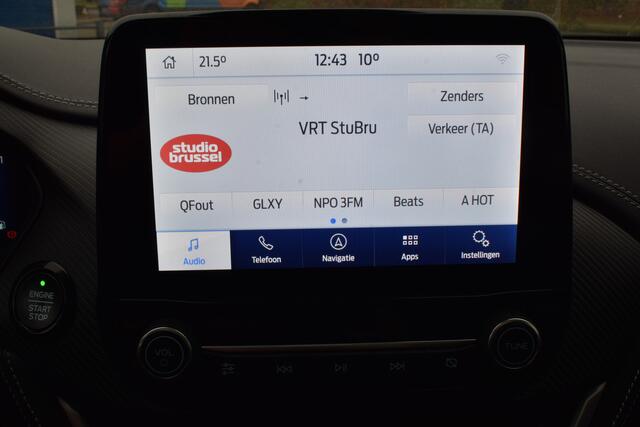 21.5° 12:43 10°
Bronnen
Zenders
VRT StuBru
Verkeer (TA)
studio
brussel
QFout GLXY NPO 3FM Beats A HOT
Audio Telefoon Navigatie Apps Instellingen
ENGINE
START
STOP
VOL
TUNE